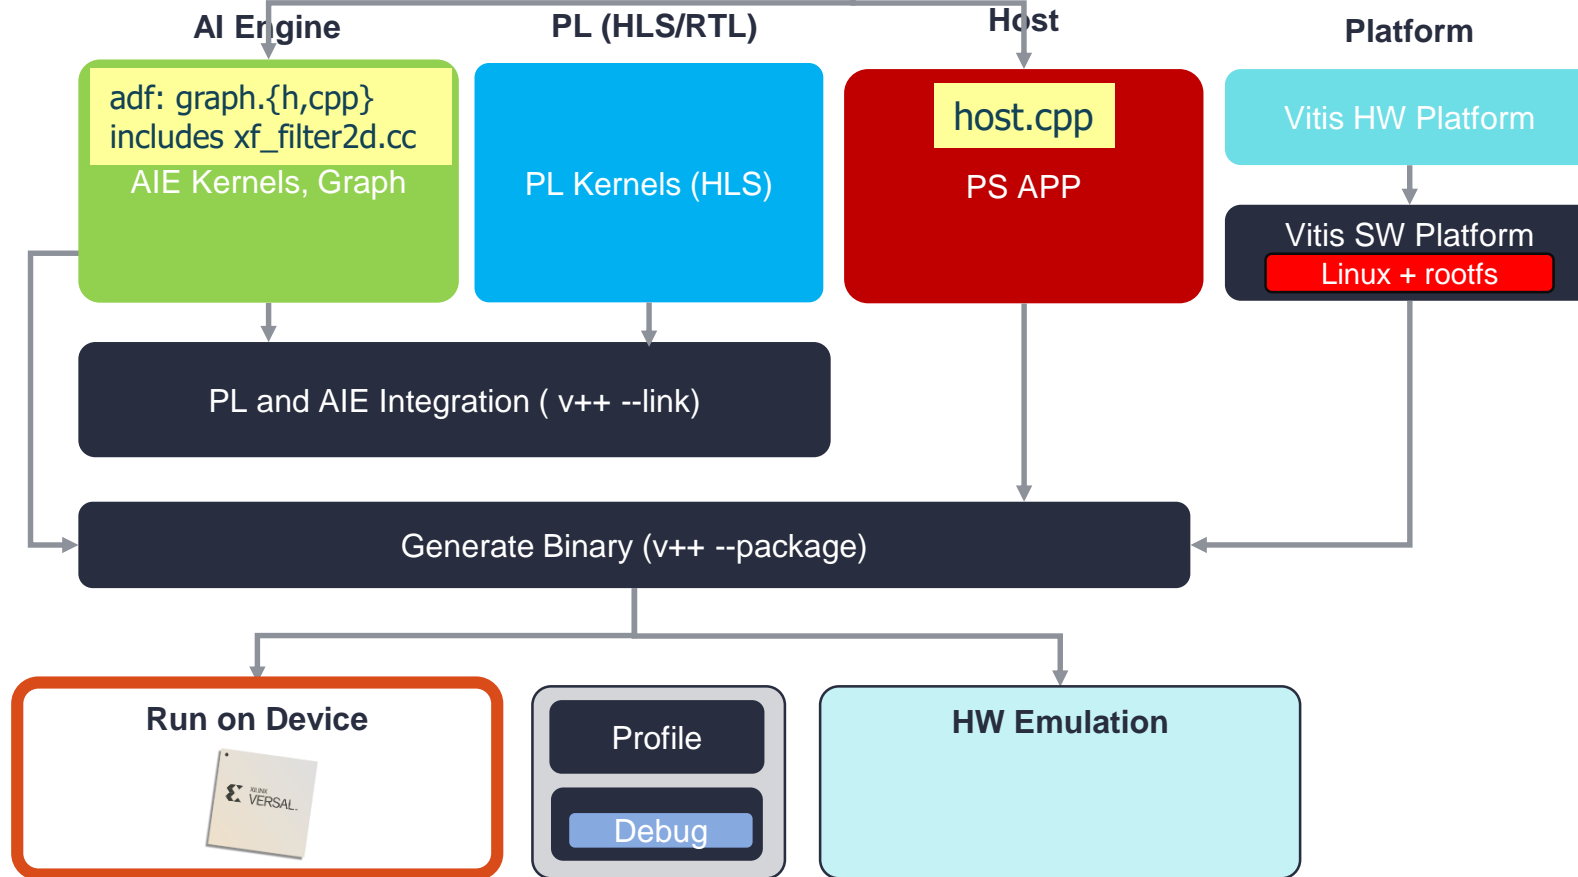 AI Engine
PL (HLS/RTL)
Host
Platform
adf: graph.{h,cpp}
includes xf_filter2d.cc
AIE Kernels, Graph
PL Kernels (HLS)
host.cpp
PS APP
Vitis HW Platform
Vitis SW Platform
Linux + rootfs
PL and AIE Integration ( v++ --link)
Generate Binary (v++ --package)
Run on Device
XILINX
VERSAL
Profile
Debug
HW Emulation